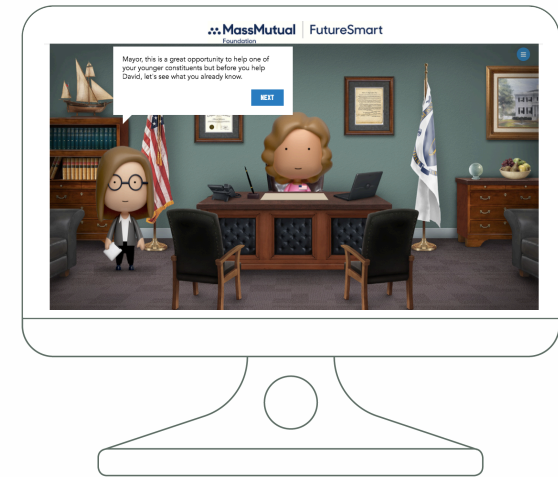 MassMutual FutureSmart
Foundation
Mayor, this is a great opportunity to help one of
your younger constituents but before you help
David, let's see what you already know.
NEXT